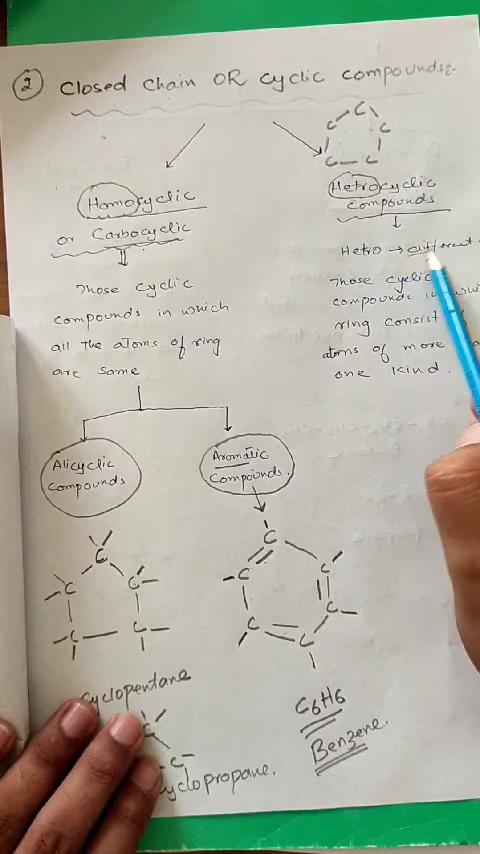 2 Closed Chain OR Cyclic compounds:-
C
C C
C C
Homocyclic
or Carbocyclic
Those cyclic
compounds in which
all the atoms of ring
are same
Hetrocyclic
compounds
Hetro → different
Those cyclic
compounds in
ring consist
atoms of more
one kind.
Alicyclic
Compounds
Aromatic
Compounds.
C
C C
C C
Cyclopentane
C
C
Cyclopropane.
C
C C
C C
C
C6H6
Benzene.